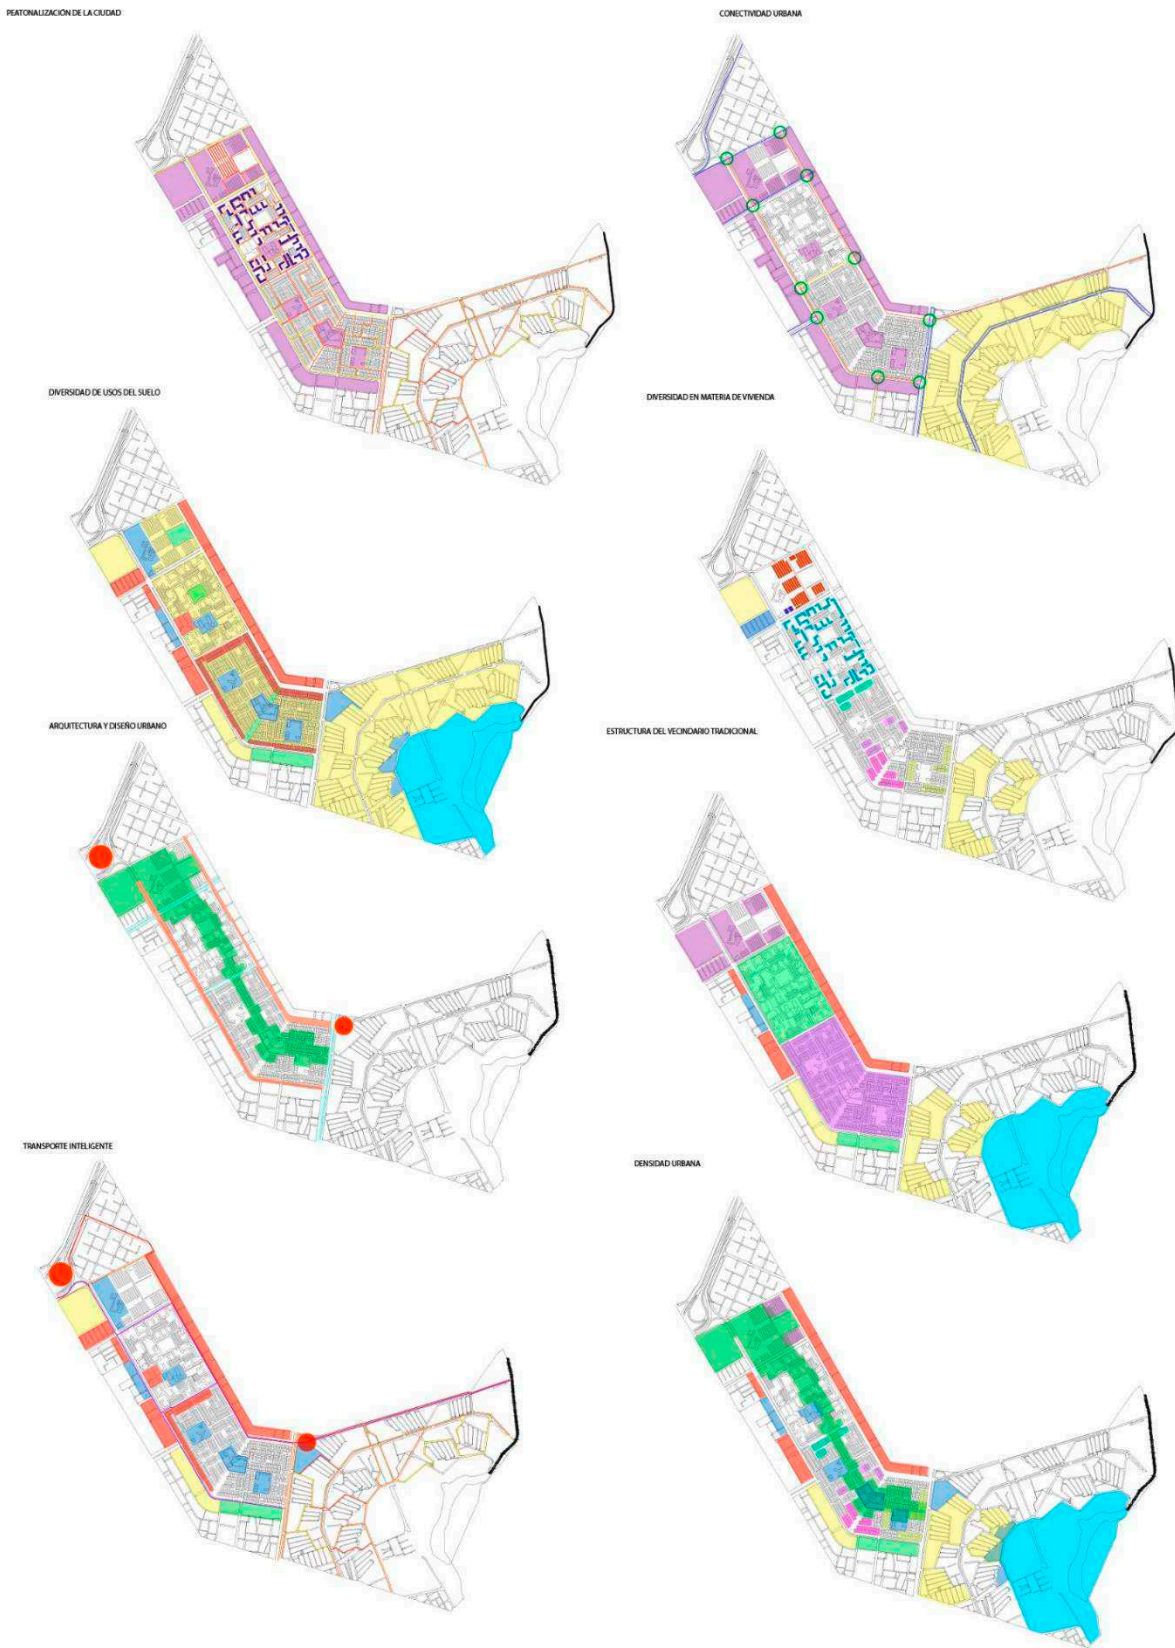 PEATONALIZACIÓN DE LA CIUDAD
CONECTIVIDAD URBANA
DIVERSIDAD DE USOS DEL SUELO
DIVERSIDAD EN MATERIA DE VIVIENDA
ARQUITECTURA Y DISEÑO URBANO
ESTRUCTURA DEL VECINDARIO TRADICIONAL
TRANSPORTE INTELIGENTE
DENSIDAD URBANA